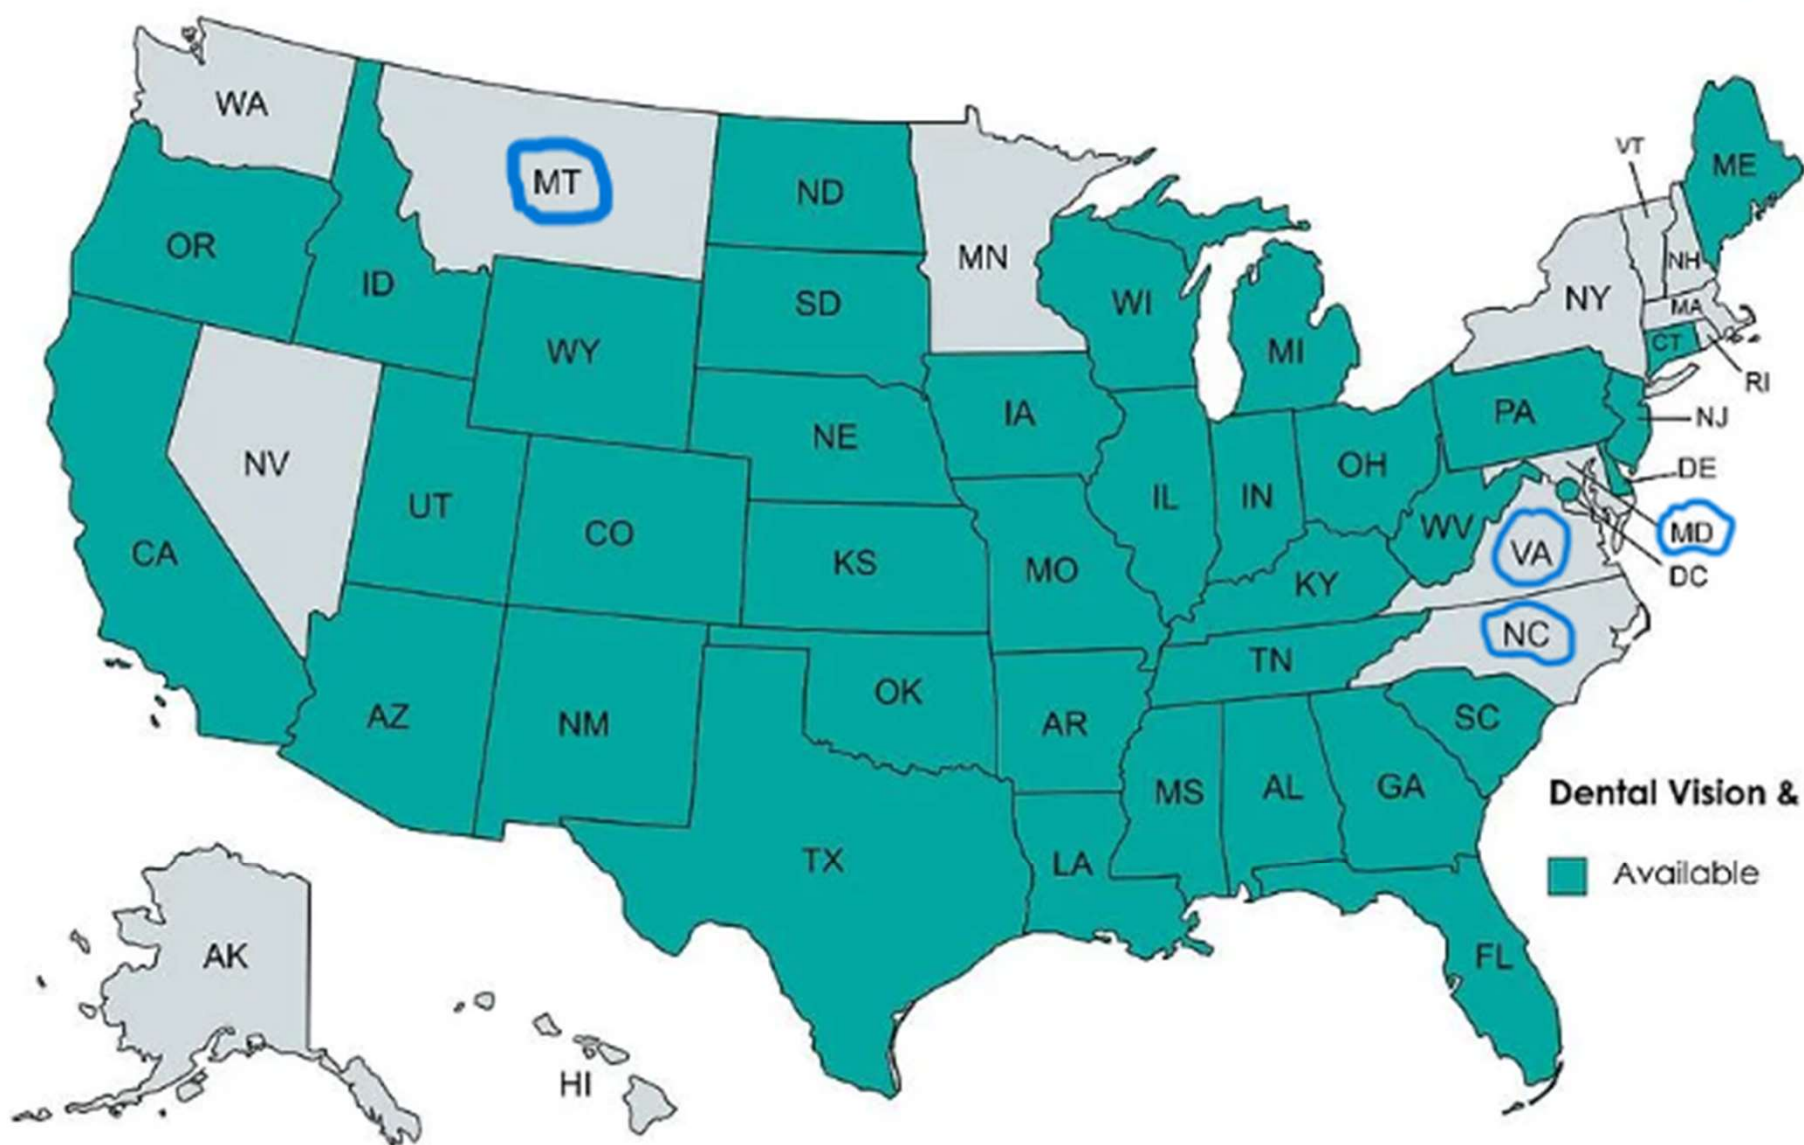 WA
MT
ND
MN
VT
ME
OR
ID
SD
WI
NH
NY
MA
WY
MI
CT
RI
IA
PA
NJ
NE
NV
OH
DE
UT
IL
IN
CO
WV
MD
CA
KS
MO
VA
DC
KY
NC
TN
OK
AZ
NM
AR
SC
MS
AL
GA
Dental Vision &
TX
LA
Available
AK
FL
HI